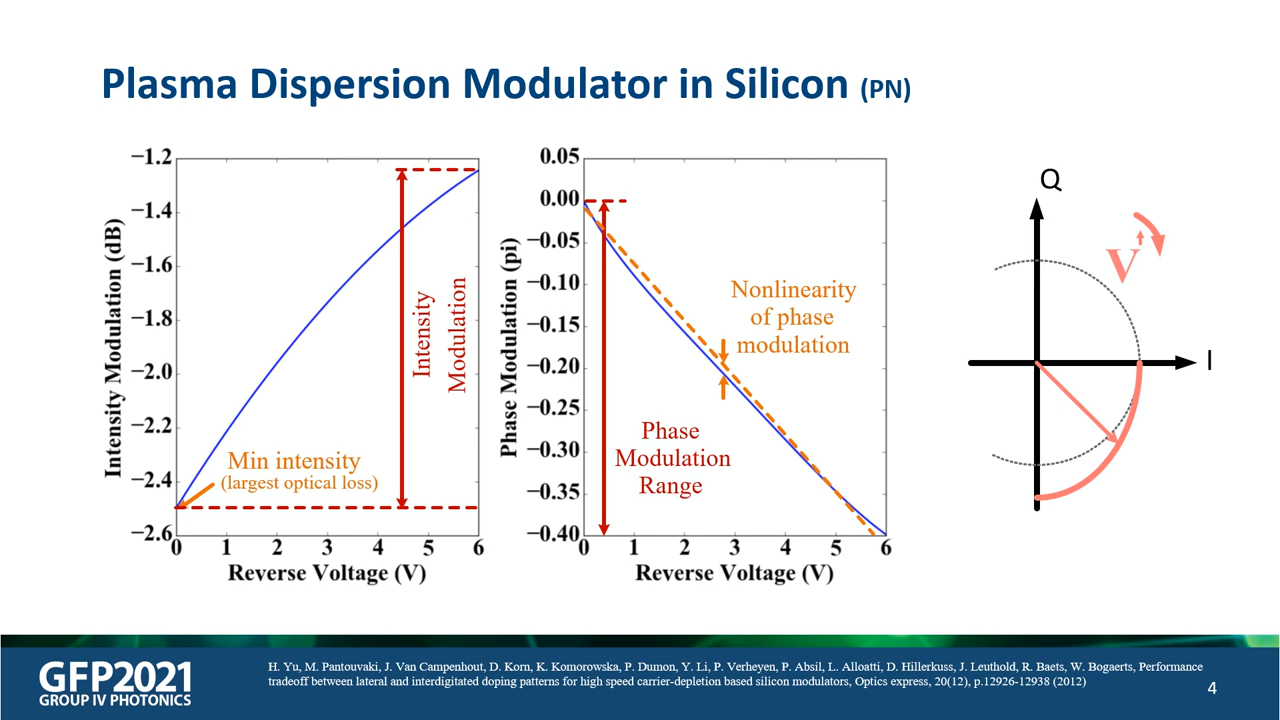 Plasma Dispersion Modulator in Silicon (PN)
−1.2
−1.4
−1.6
−1.8
−2.0
−2.2
−2.4
−2.6
Intensity Modulation (dB)
Intensity
Modulation
Min intensity
(largest optical loss)
0 1 2 3 4 5 6
Reverse Voltage (V)
0.05
0.00
−0.05
−0.10
−0.15
−0.20
−0.25
−0.30
−0.35
−0.40
Phase Modulation (pi)
Nonlinearity
of phase
modulation
Phase
Modulation
Range
0 1 2 3 4 5 6
Reverse Voltage (V)
Q
V
I
GFP2021
GROUP IV PHOTONICS
H. Yu, M. Pantouvaki, J. Van Campenhout, D. Korn, K. Komorowska, P. Dumon, Y. Li, P. Verheyen, P. Absil, L. Alloatti, D. Hillerkuss, J. Leuthold, R. Baets, W. Bogaerts, Performance
tradeoff between lateral and interdigitated doping patterns for high speed carrier-depletion based silicon modulators, Optics express, 20(12), p.12926-12938 (2012)
4